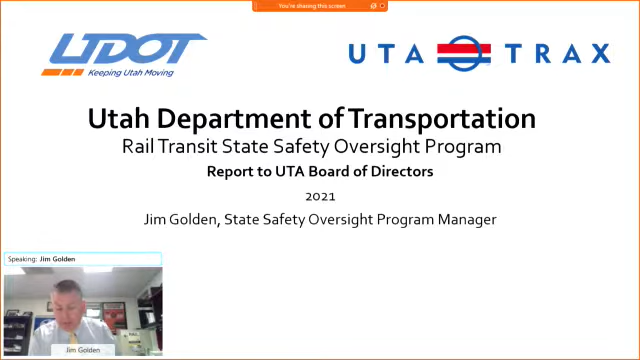 You're sharing this screen
UDOT
Keeping Utah Moving
UTA TRAX
Utah Department of Transportation
Rail Transit State Safety Oversight Program
Report to UTA Board of Directors
2021
Jim Golden, State Safety Oversight Program Manager
Speaking: Jim Golden
Jim Golden